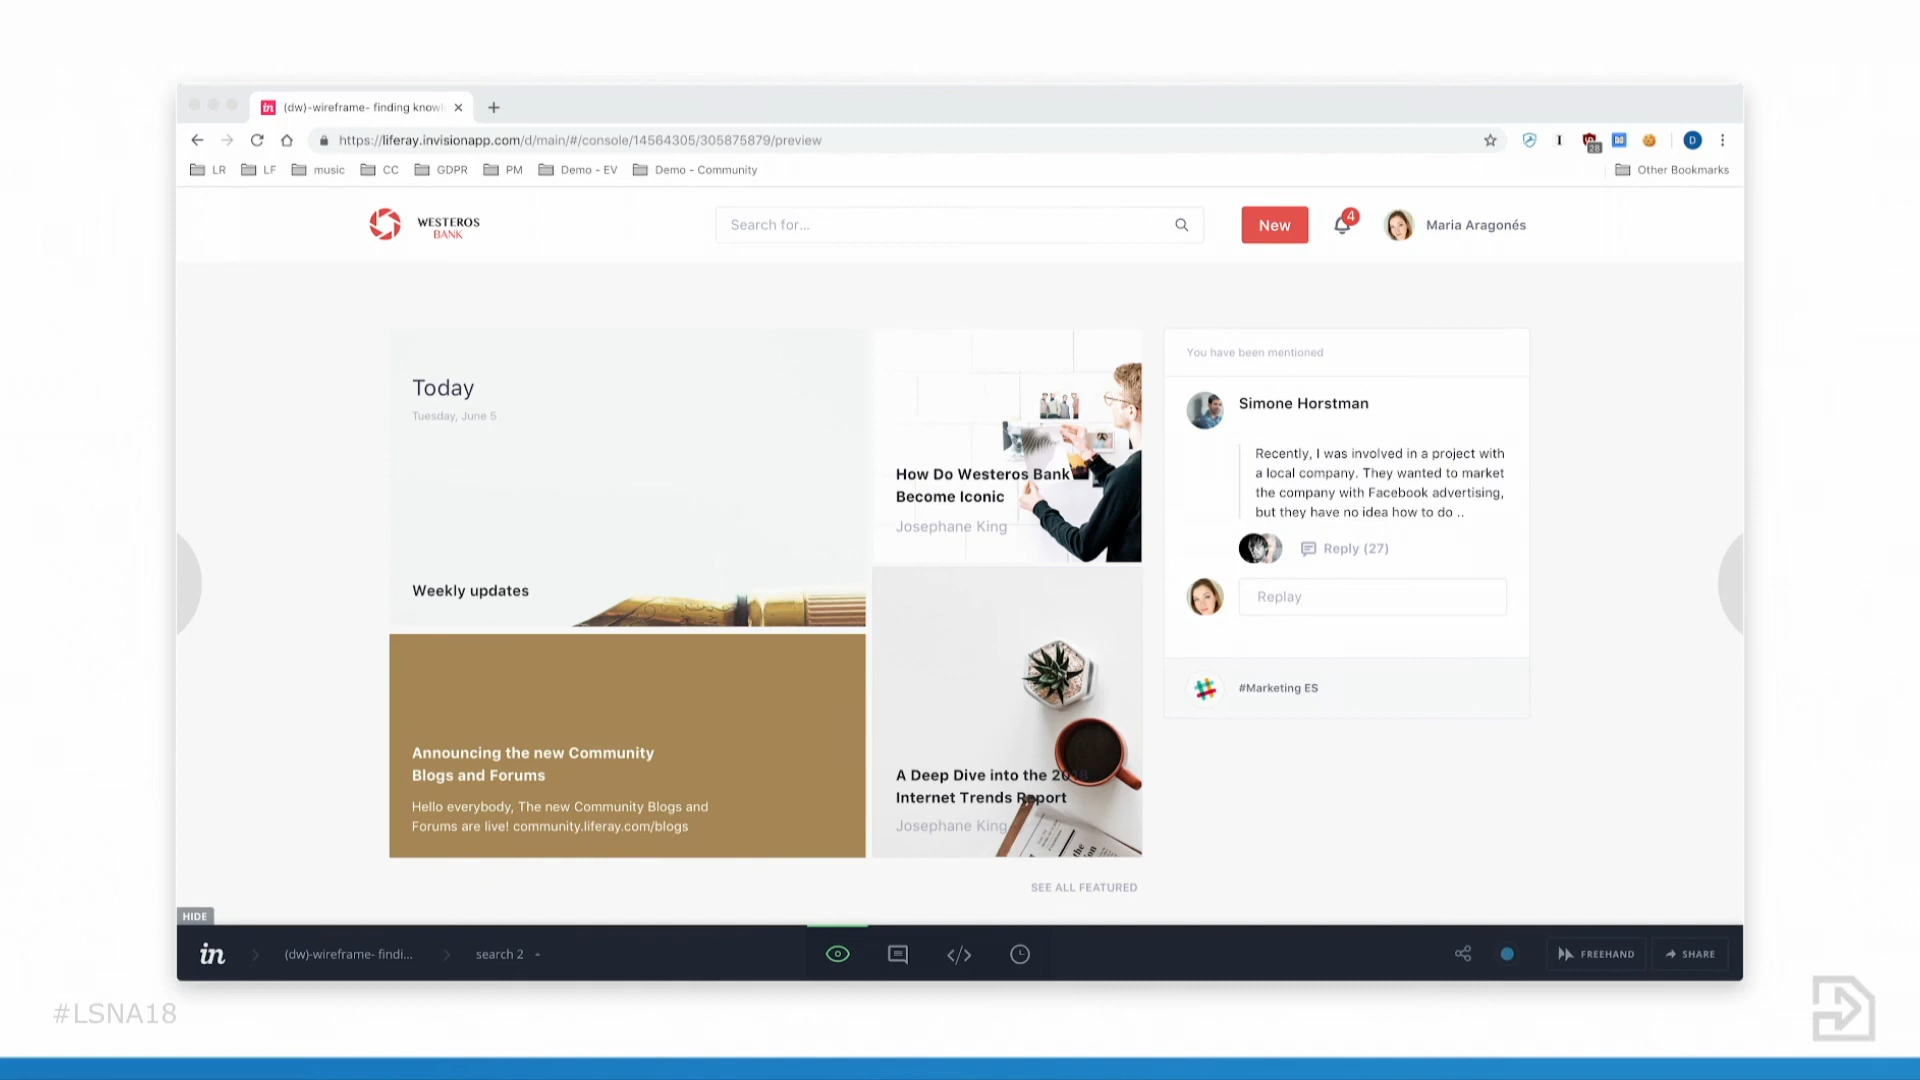 (dw)-wireframe- finding knowl
https://liferay.invisionapp.com/d/main/#/console/14564305/305875879/preview
28
D
LR
LF
music
CC
GDPR
PM
Demo - EV
Demo - Community
Other Bookmarks
WESTEROS
BANK
Search for...
New
4
Maria Aragonés
Today
Tuesday, June 5
Weekly updates
How Do Westeros Bank
Become Iconic
Josephane King
You have been mentioned
Simone Horstman
Recently, I was involved in a project with
a local company. They wanted to market
the company with Facebook advertising,
but they have no idea how to do ..
Reply (27)
Replay
#Marketing ES
Announcing the new Community
Blogs and Forums
Hello everybody, The new Community Blogs and
Forums are live! community.liferay.com/blogs
A Deep Dive into the 2018
Internet Trends Report
Josephane King
SEE ALL FEATURED
HIDE
in
(dw)-wireframe- findi...
search 2
FREEHAND
SHARE
#LSNA18